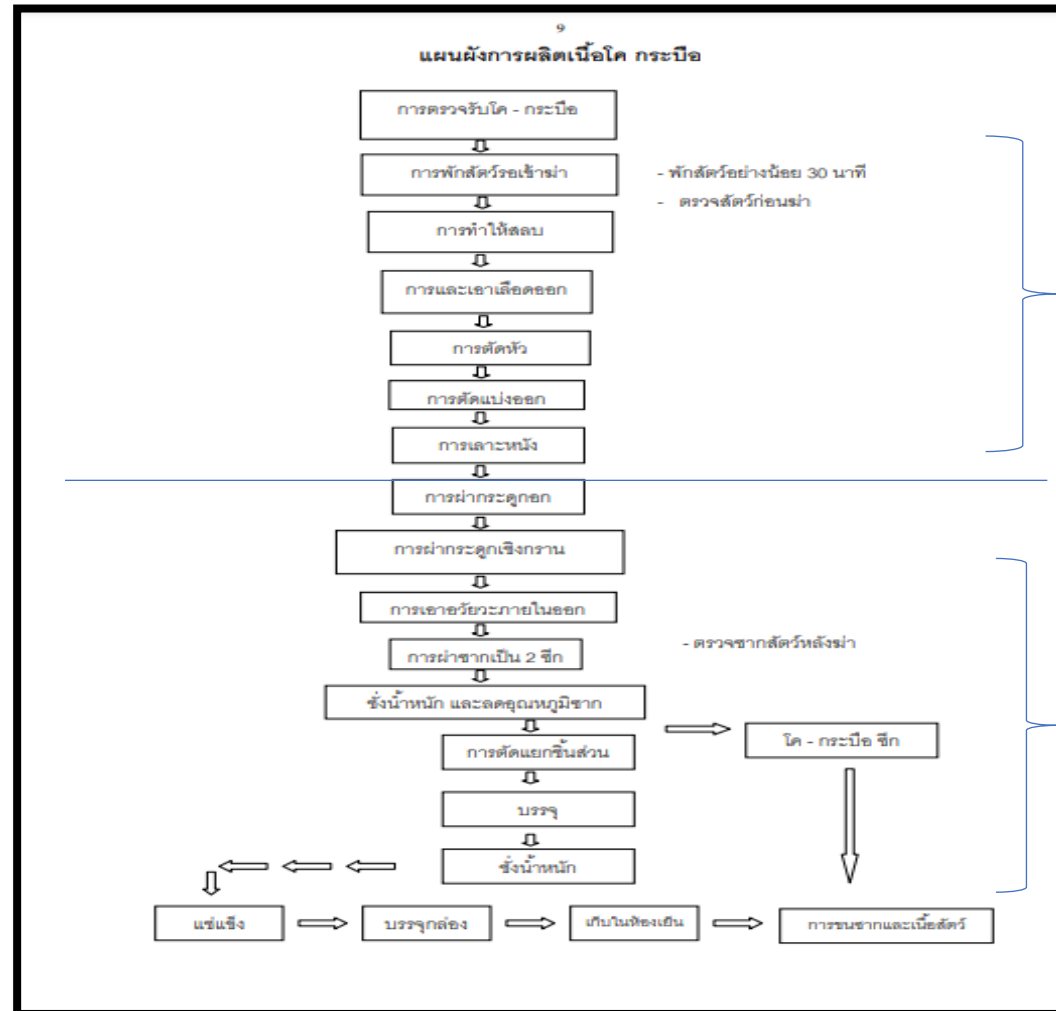 9
แผนผังการผลิตเนื้อโค กระบือ
การตรวจรับโค - กระบือ
การพักสัตว์รอเข้าฆ่า
- พักสัตว์อย่างน้อย 30 นาที
- ตรวจสัตว์ก่อนฆ่า
การทำให้สลบ
การและเอาเลือดออก
การตัดหัว
การตัดแบ่งออก
การเลาะหนัง
การผ่ากระดูกอก
การผ่ากระดูกเชิงกราน
การเอาอวัยวะภายในออก
- ตรวจซากสัตว์หลังฆ่า
การผ่าซากเป็น 2 ซีก
ชั่งน้ำหนัก และลดอุณหภูมิซาก
โค - กระบือ ซีก
การตัดแยกชิ้นส่วน
บรรจุ
ชั่งน้ำหนัก
แช่แข็ง
บรรจุกล่อง
เก็บในห้องเย็น
การขนซากและเนื้อสัตว์